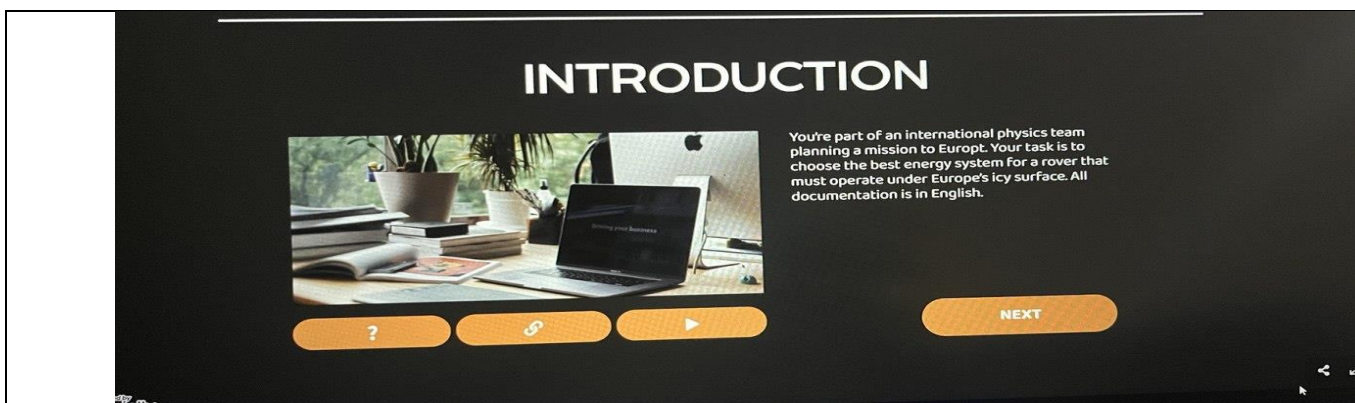 INTRODUCTION
You're part of an international physics team
planning a mission to Europt. Your task is to
choose the best energy system for a rover that
must operate under Europe's icy surface. All
documentation is in English.
?
NEXT